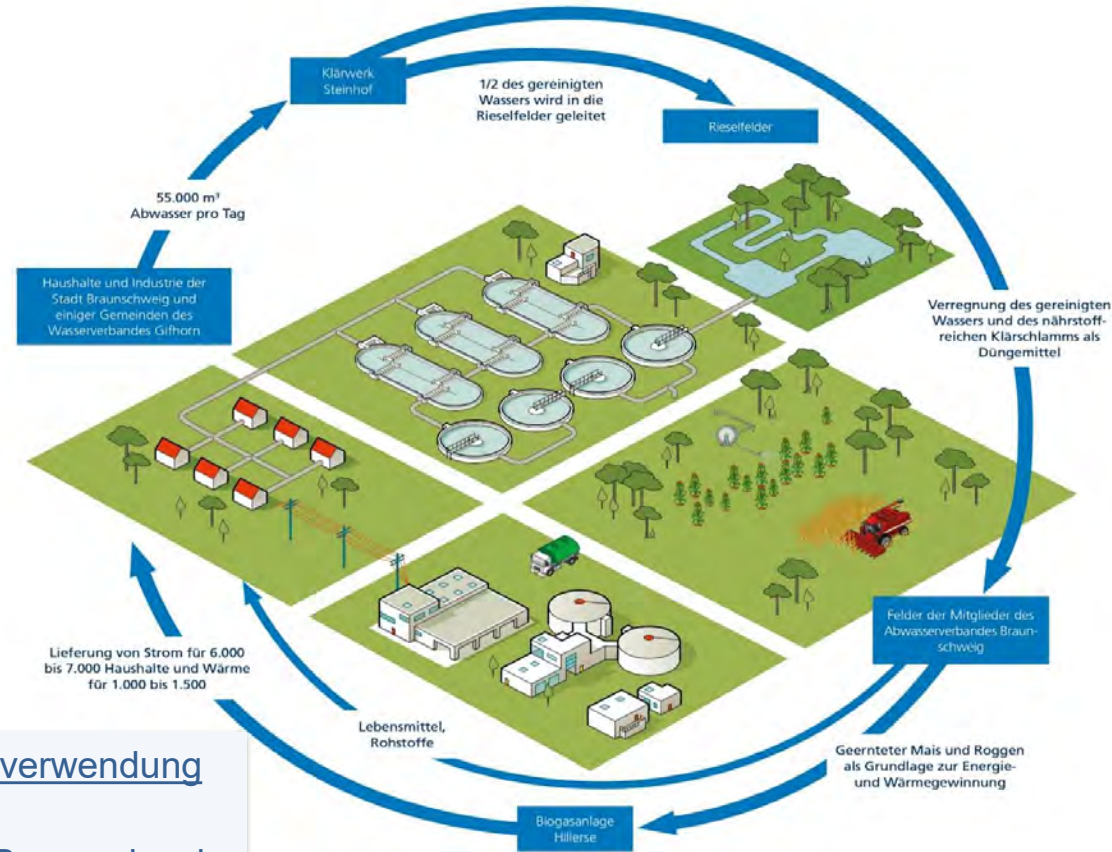 Klärwerk
Steinhof
1/2 des gereinigten
Wassers wird in die
Rieselfelder geleitet
Rieselfelder
55.000 m³
Abwasser pro Tag
Haushalte und Industrie der
Stadt Braunschweig und
einiger Gemeinden des
Wasserverbandes Gifhorn
Verregnung des gereinigten
Wassers und des nährstoff-
reichen Klärschlamms als
Düngemittel
Felder der Mitglieder des
Abwasserverbandes Braun-
schweig
Lieferung von Strom für 6.000
bis 7.000 Haushalte und Wärme
für 1.000 bis 1.500
Lebensmittel,
Rohstoffe
Geernteter Mais und Roggen
als Grundlage zur Energie-
und Wärmegewinnung
verwendung
Biogasanlage
Hillerse